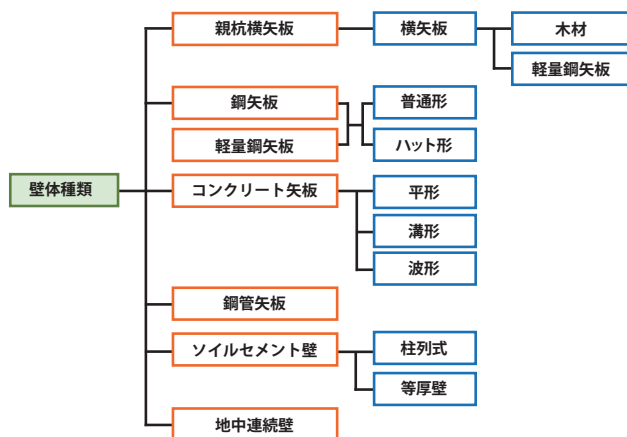 親杭横矢板
横矢板
木材
軽量鋼矢板
鋼矢板
普通形
軽量鋼矢板
ハット形
壁体種類
コンクリート矢板
平形
溝形
波形
鋼管矢板
ソイルセメント壁
柱列式
等厚壁
地中連続壁